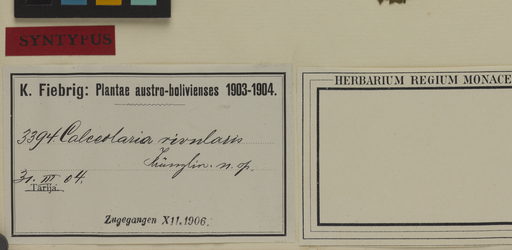 SYNTYPUS
K. Fiebrig: Plantae austro-bolivienses 1903-1904.
3394. Calceolaria rivularis
Kränzlin. n. sp.
31. III 04.
Tarija.
Zugegangen XII. 1906.
HERBARIUM REGIUM MONACE